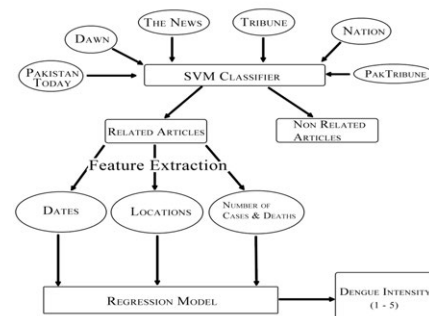 THE NEWS
TRIBUNE
NATION
DAWN
PAKISTAN
TODAY
SVM CLASSIFIER
PAKTRIBUNE
RELATED ARTICLES
NON RELATED
ARTICLES
Feature Extraction
DATES
LOCATIONS
NUMBER OF
CASES & DEATHS
REGRESSION MODEL
DENGUE INTENSITY
(1 - 5)